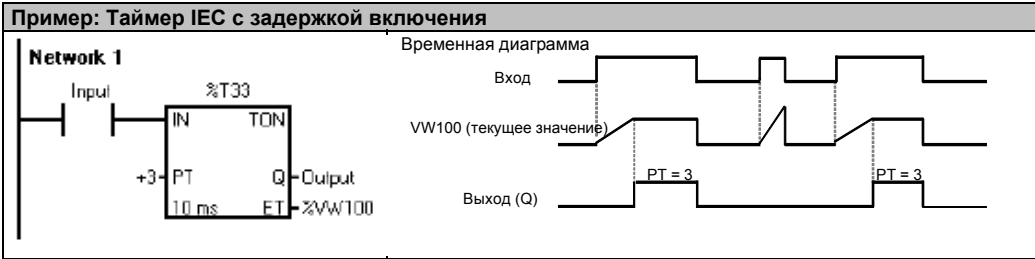 Пример: Таймер IEC с задержкой включения
Network 1
Input
%T33
IN TON
+3 PT Q Output
10 ms ET %VW100
Временная диаграмма
Вход
VW100 (текущее значение)
PT = 3 PT = 3
Выход (Q)